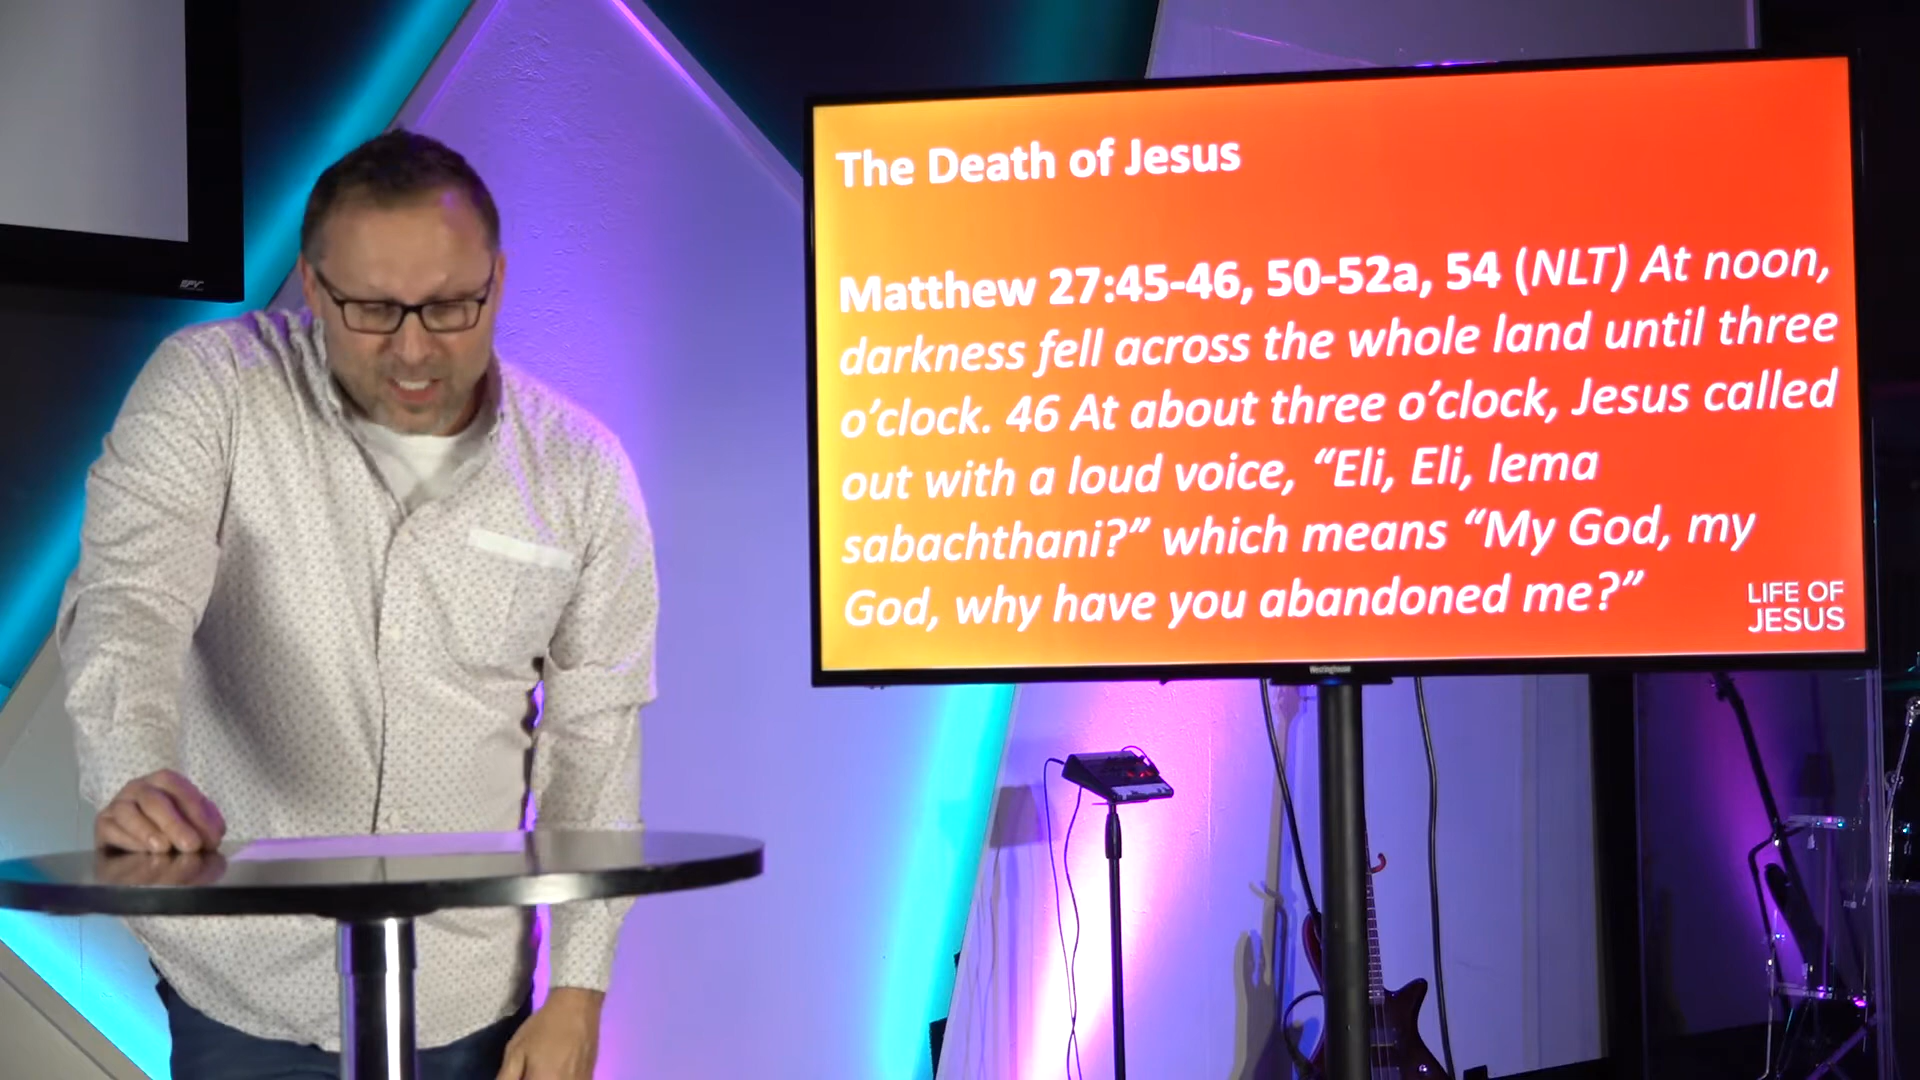 The Death of Jesus
Matthew 27:45-46, 50-52a, 54 (NLT) At noon,
darkness fell across the whole land until three
o’clock. 46 At about three o’clock, Jesus called
out with a loud voice, “Eli, Eli, lema
sabachthani?” which means “My God, my
God, why have you abandoned me?”
LIFE OF
JESUS
Westinghouse